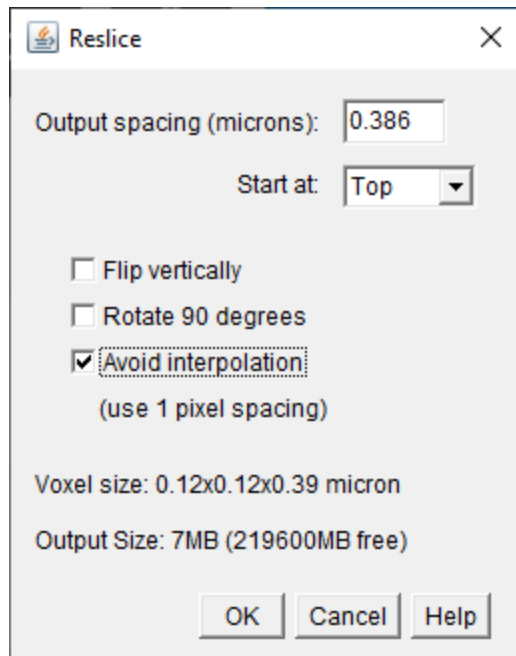 Reslice
Output spacing (microns): 0.386
Start at: Top
Flip vertically
Rotate 90 degrees
Avoid interpolation
(use 1 pixel spacing)
Voxel size: 0.12x0.12x0.39 micron
Output Size: 7MB (219600MB free)
OK Cancel Help